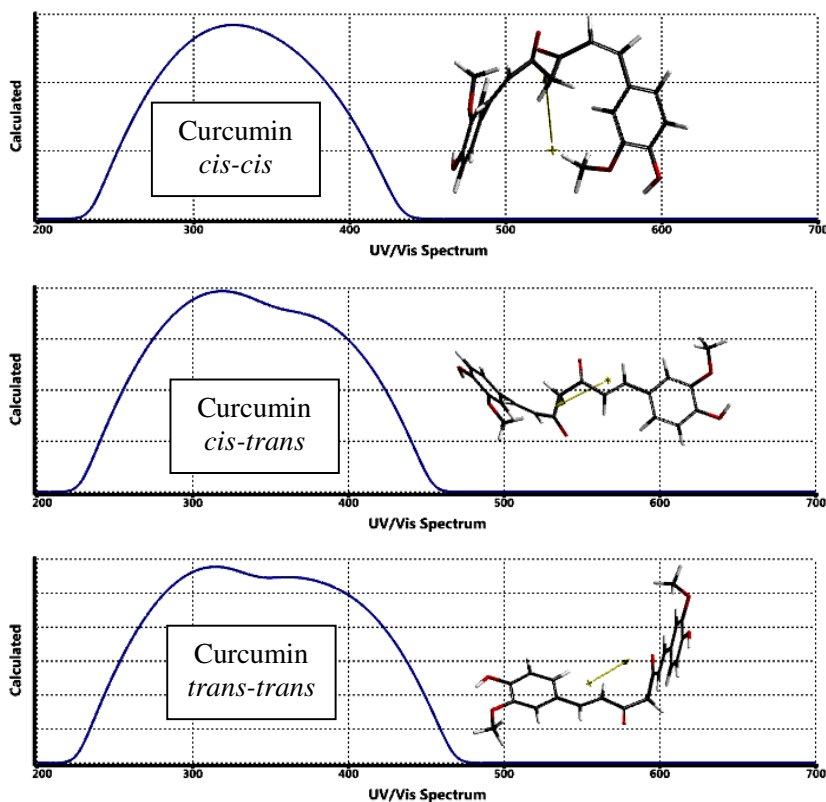 Calculated
Curcumin
cis-cis
200 300 400 500 600 700
UV/Vis Spectrum
Calculated
Curcumin
cis-trans
200 300 400 500 600 700
UV/Vis Spectrum
Calculated
Curcumin
trans-trans
200 300 400 500 600 700
UV/Vis Spectrum